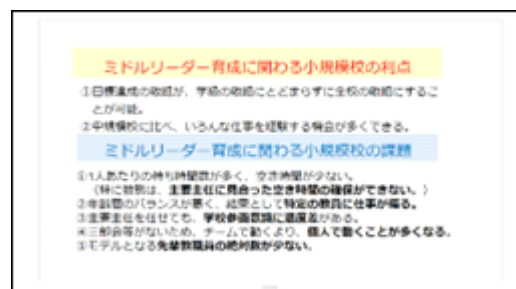 ミドルリーダー育成に関わる小規模校の利点
①目標達成の取組が、学級の取組にとどまらずに全校の取組にするこ
とが可能。
②中規模校に比べ、いろんな仕事を経験する機会が多くできる。
ミドルリーダー育成に関わる小規模校の課題
①1人あたりの持ち時間数が多く、空き時間が少ない。
（特に 、主要主任に見合った空き時間の確保ができない。）
②年齢間のバランスが悪く、結果として特定の教員に仕事が偏る。
③主要主任を任せても、学校参画意識に温度差がある。
④三部会等がないため、チームで動くより、個人で動くことが多くなる。
⑤モデルとなる先輩教職員の絶対数が少ない。